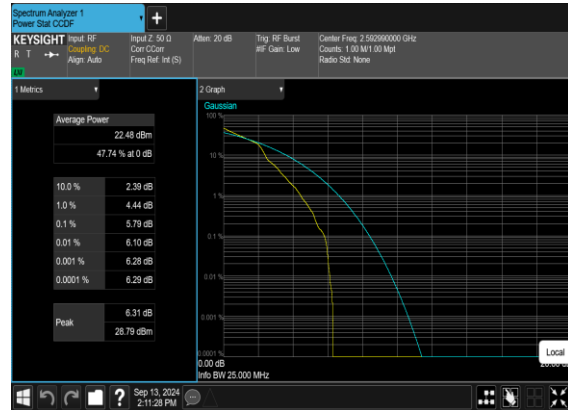 Spectrum Analyzer 1
Power Stat CCDF
KEYSIGHT
R T
LXI
Input: RF
Coupling: DC
Align: Auto
Input Z: 50 Ω
Corr CCorr
Freq Ref: Int (S)
Atten: 20 dB
Trig: RF Burst
#IF Gain: Low
Center Freq: 2.592990000 GHz
Counts: 1.00 M/1.00 Mpt
Radio Std: None
1 Metrics
Average Power
22.48 dBm
47.74 % at 0 dB
10.0 % 2.39 dB
1.0 % 4.44 dB
0.1 % 5.79 dB
0.01 % 6.10 dB
0.001 % 6.28 dB
0.0001 % 6.29 dB
Peak
6.31 dB
28.79 dBm
2 Graph
Gaussian
100 %
10 %
1 %
0.1 %
0.01 %
0.001 %
0.0001 %
0.00 dB
Info BW 25.000 MHz
Local
?
Sep 13, 2024
2:11:28 PM